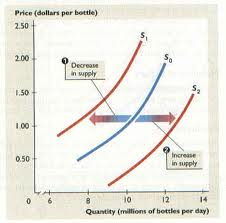 Price (dollars per bottle)
S1
2.50
2.00
S0
1 Decrease
in supply
S2
1.50
1.00
0.50
2 Increase
in supply
0
6
8
10
12
14
Quantity (millions of bottles per day)